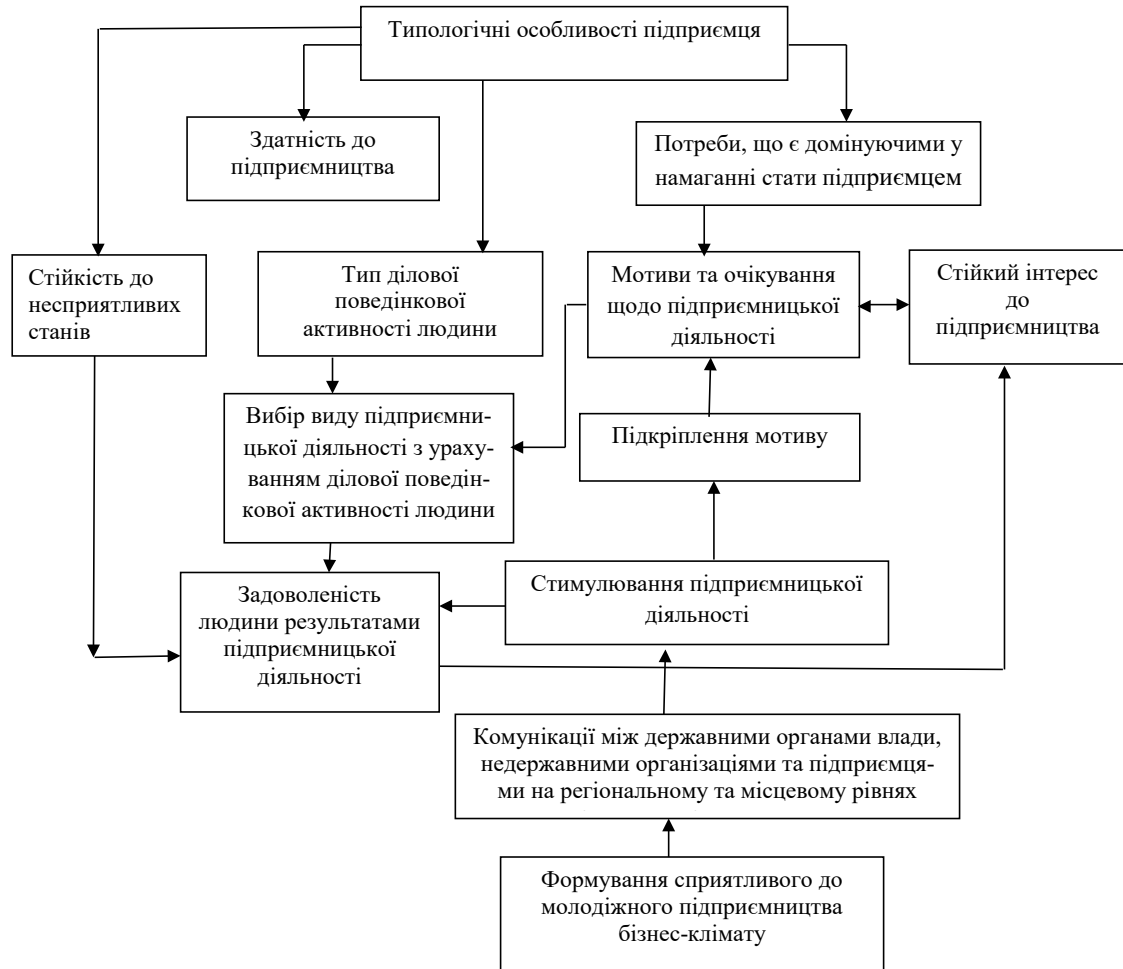 Типологічні особливості підприємця
Здатність до
підприємництва
Потреби, що є домінуючими у
намаганні стати підприємцем
Стійкість до
несприятливих
станів
Тип ділової
поведінкової
активності людини
Мотиви та очікування
щодо підприємницької
діяльності
Стійкий інтерес
до
підприємництва
Вибір виду підприємни-
цької діяльності з ураху-
ванням ділової поведін-
кової активності людини
Підкріплення мотиву
Задоволеність
людини результатами
підприємницької
діяльності
Стимулювання підприємницької
діяльності
Комунікації між державними органами влади,
недержавними організаціями та підприємця-
ми на регіональному та місцевому рівнях
Формування сприятливого до
молодіжного підприємництва
бізнес-клімату